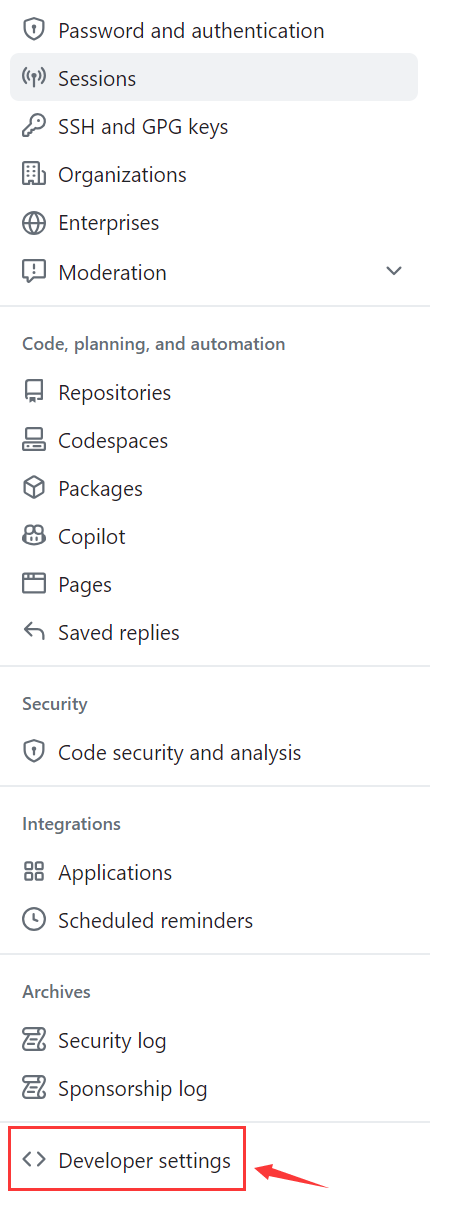 Password and authentication
Sessions
SSH and GPG keys
Organizations
Enterprises
Moderation
Code, planning, and automation
Repositories
Codespaces
Packages
Copilot
Pages
Saved replies
Security
Code security and analysis
Integrations
Applications
Scheduled reminders
Archives
Security log
Sponsorship log
Developer settings